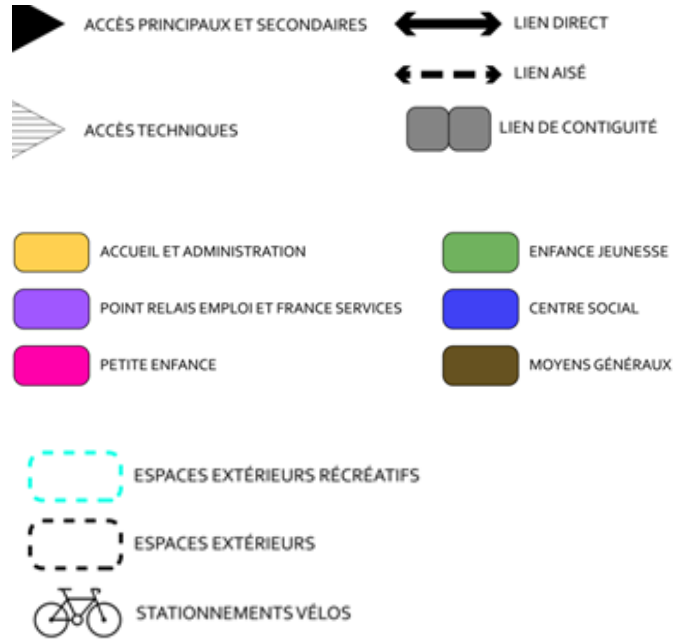 ACCÈS PRINCIPAUX ET SECONDAIRES
LIEN DIRECT
LIEN AISÉ
ACCÈS TECHNIQUES
LIEN DE CONTIGUITÉ
ACCUEIL ET ADMINISTRATION
ENFANCE JEUNESSE
POINT RELAIS EMPLOI ET FRANCE SERVICES
CENTRE SOCIAL
PETITE ENFANCE
MOYENS GÉNÉRAUX
ESPACES EXTÉRIEURS RÉCRÉATIFS
ESPACES EXTÉRIEURS
STATIONNEMENTS VÉLOS